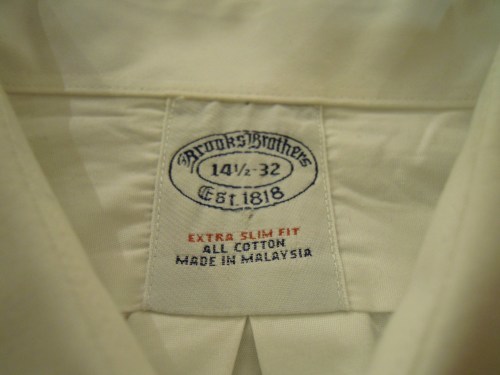 Brooks Brothers
14½-32
Est. 1818
EXTRA SLIM FIT
ALL COTTON
MADE IN MALAYSIA